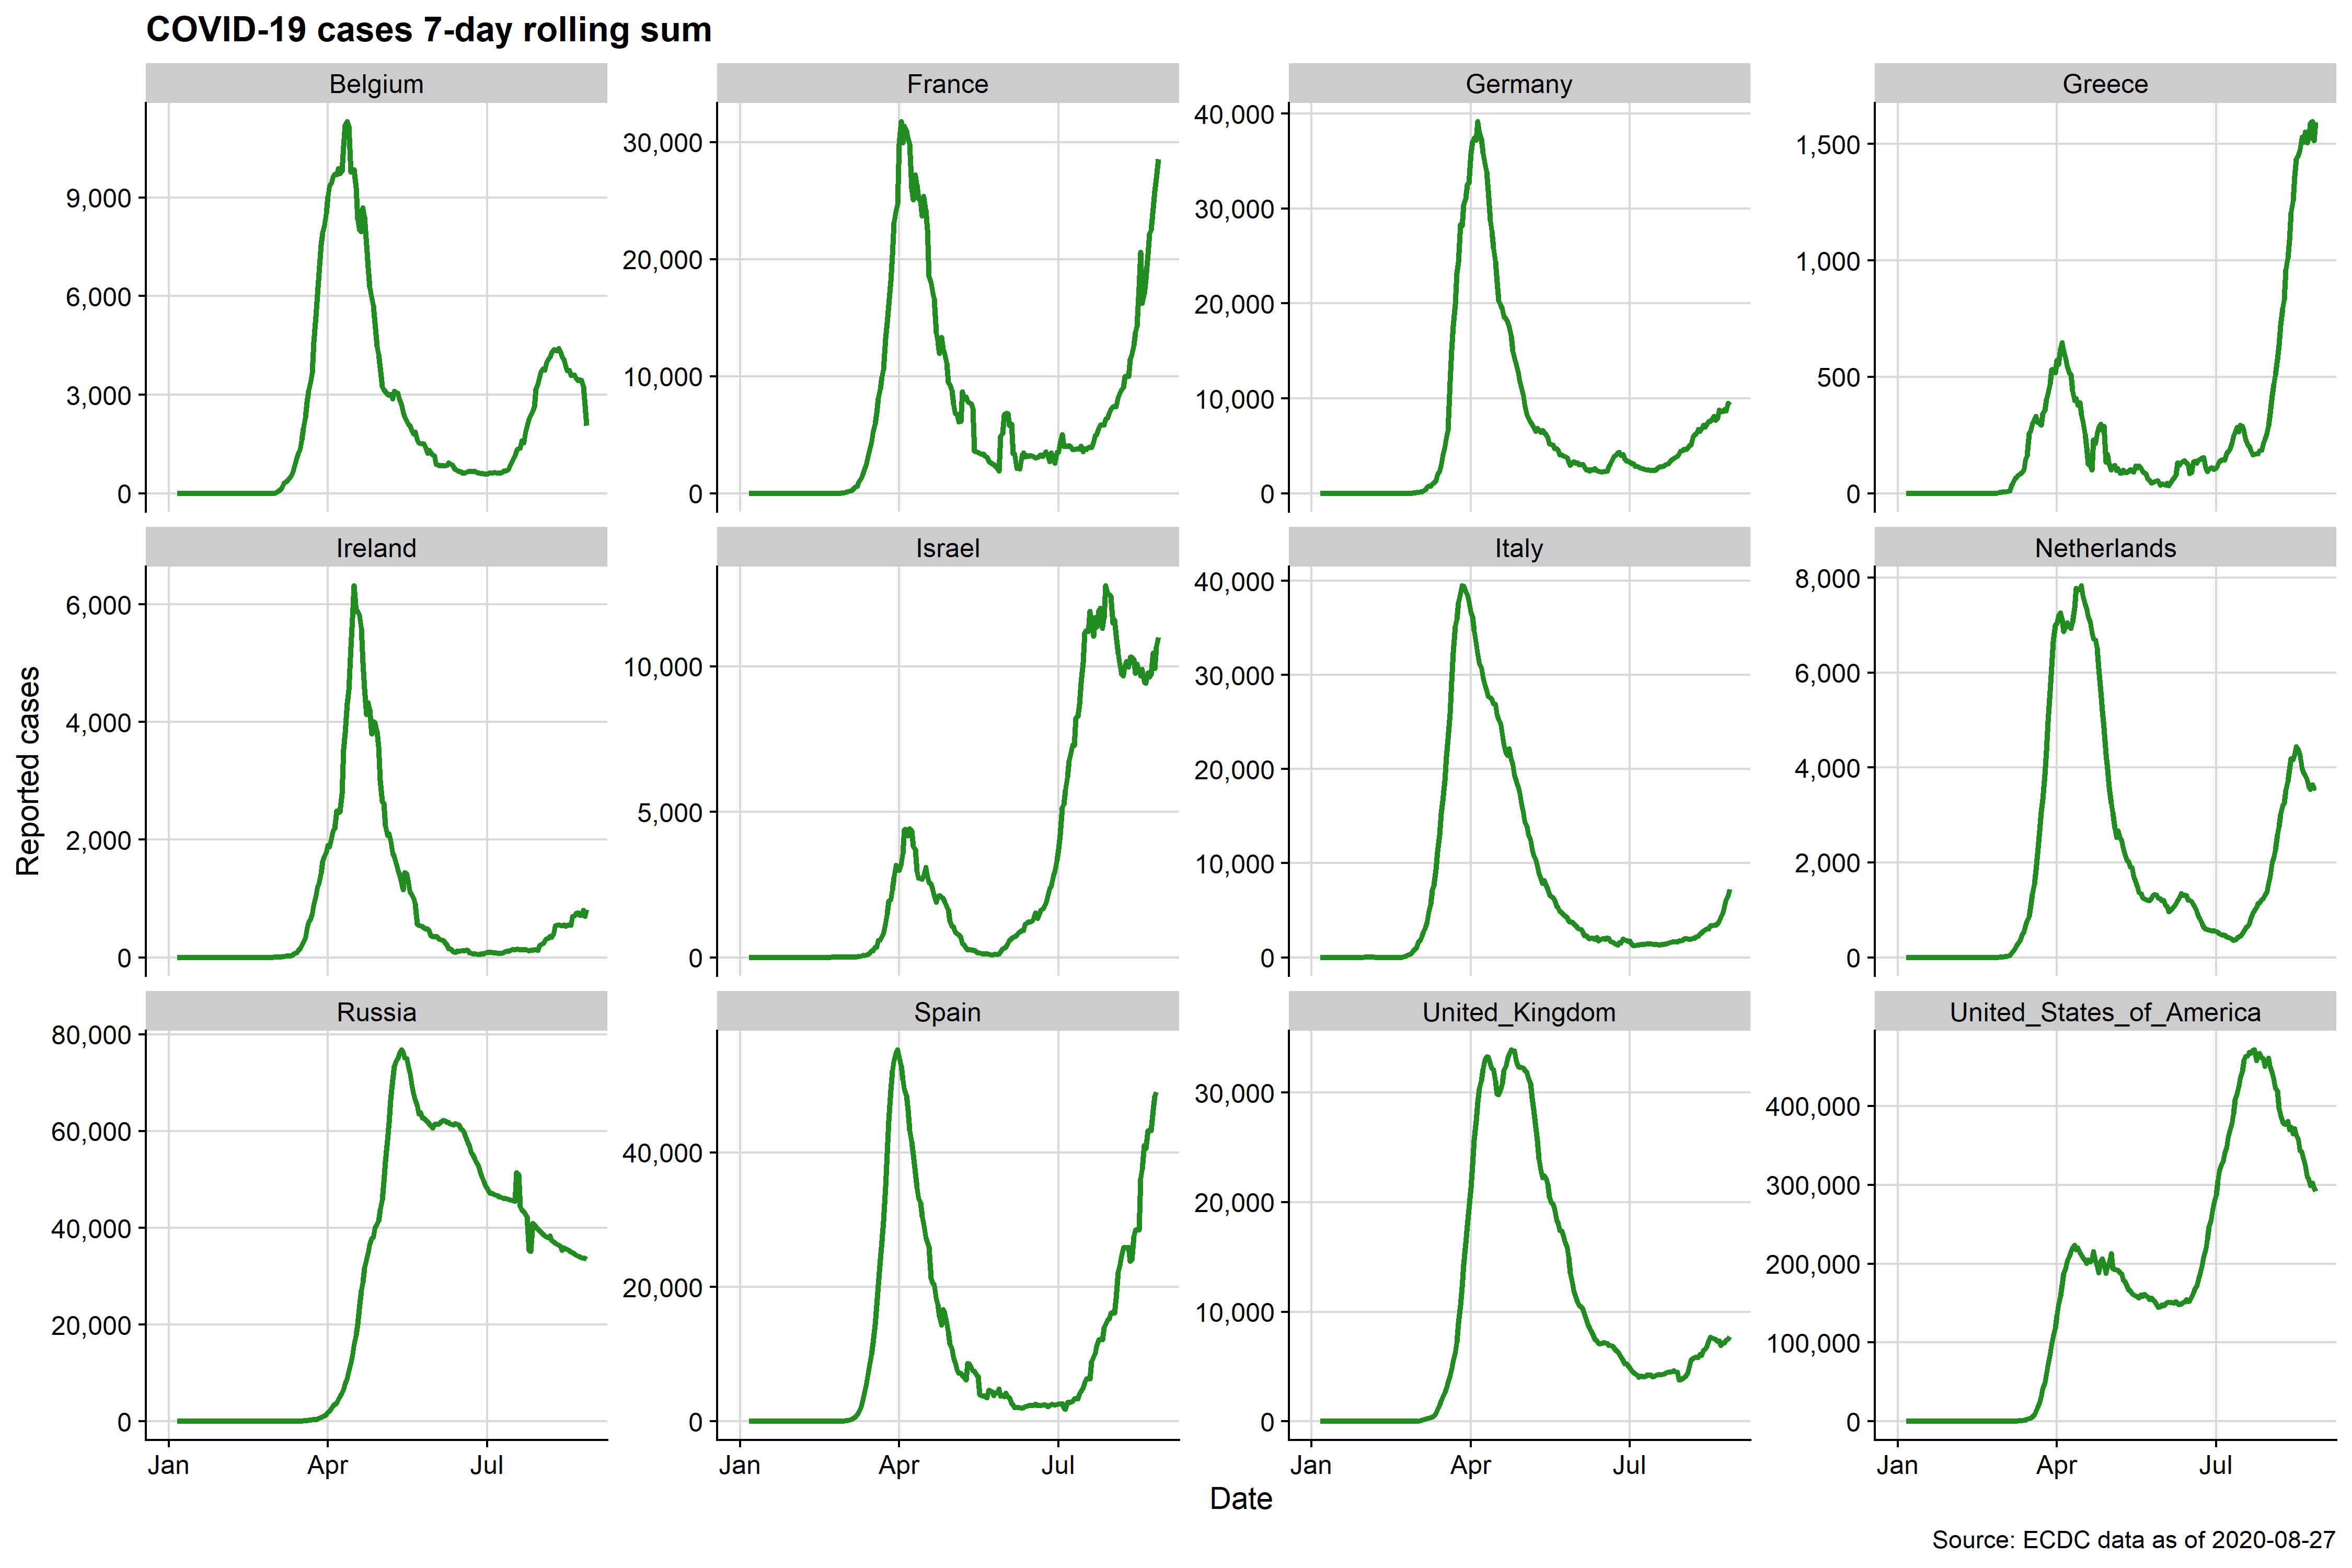 COVID-19 cases 7-day rolling sum
Belgium
France
Germany
Greece
9,000
6,000
3,000
0
30,000
20,000
10,000
0
40,000
30,000
20,000
10,000
0
1,500
1,000
500
0
Ireland
Israel
Italy
Netherlands
6,000
4,000
2,000
0
10,000
5,000
0
40,000
30,000
20,000
10,000
0
8,000
6,000
4,000
2,000
0
Russia
Spain
United_Kingdom
United_States_of_America
80,000
60,000
40,000
20,000
0
40,000
20,000
0
30,000
20,000
10,000
0
400,000
300,000
200,000
100,000
0
Jan Apr Jul
Jan Apr Jul
Jan Apr Jul
Jan Apr Jul
Reported cases
Date
Source: ECDC data as of 2020-08-27